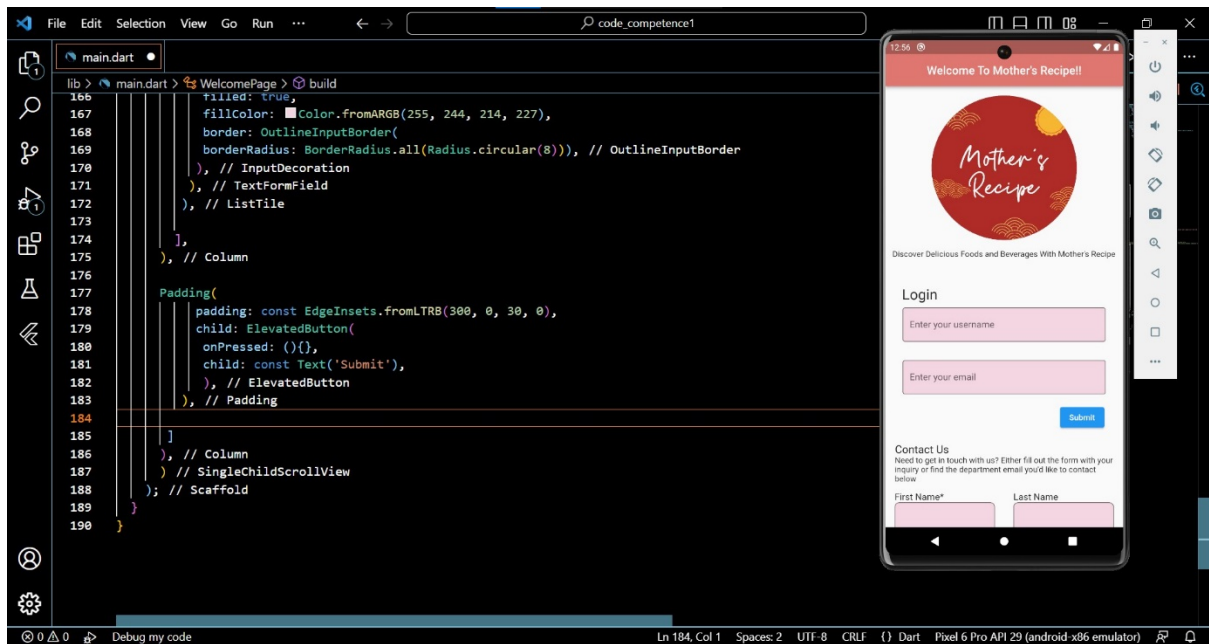 File Edit Selection View Go Run ...
code_competence1
main.dart
lib > main.dart > WelcomePage > build
166 filled: true,
167 fillColor: Color.fromARGB(255, 244, 214, 227),
168 border: OutlineInputBorder(
169 borderRadius: BorderRadius.all(Radius.circular(8))), // OutlineInputBorder
170 ), // InputDecoration
171 ), // TextFormField
172 ), // ListTile
173
174 ],
175 ), // Column
176
177 Padding(
178 padding: const EdgeInsets.fromLTRB(300, 0, 30, 0),
179 child: ElevatedButton(
180 onPressed: (){},
181 child: const Text('Submit'),
182 ), // ElevatedButton
183 ), // Padding
184
185 ]
186 ), // Column
187 ) // SingleChildScrollView
188 ); // Scaffold
189 }
190 }
12:56
Welcome To Mother's Recipe!!
Mother's
Recipe
Discover Delicious Foods and Beverages With Mother's Recipe
Login
Enter your username
Enter your email
Submit
Contact Us
Need to get in touch with us? Either fill out the form with your
inquiry or find the department email you'd like to contact
below
First Name* Last Name
0 0 Debug my code Ln 184, Col 1 Spaces: 2 UTF-8 CRLF {} Dart Pixel 6 Pro API 29 (android-x86 emulator)